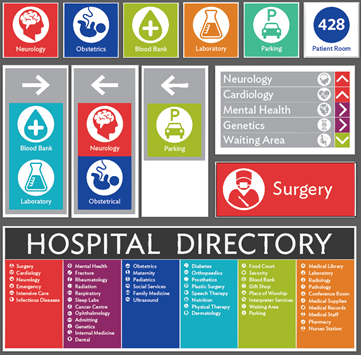 Neurology
Obstetrics
Blood Bank
Laboratory
P
Parking
428
Patient Room
Blood Bank
Laboratory
Neurology
Obstetrical
P
Parking
Neurology
Cardiology
Mental Health
Genetics
Waiting Area
Surgery
HOSPITAL DIRECTORY
Surgery
Cardiology
Neurology
Emergency
Intensive Care
Infectious Diseases
Mental Health
Fracture
Rheumatology
Radiation
Respiratory
Sleep Labs
Cancer Centre
Ophthalmology
Admitting
Genetics
Internal Medicine
Dental
Obstetrics
Maternity
Pediatrics
Social Services
Family Medicine
Ultrasound
Diabetes
Orthopaedics
Prosthetics
Plastic Surgery
Speech Therapy
Nutrition
Physical Therapy
Dermatology
Food Court
Security
Blood Bank
Gift Shop
Place of Worship
Interpreter Services
Waiting Area
Parking
Medical Library
Laboratory
Radiology
Pathology
Conference Room
Medical Supplies
Medical Records
Medical Staff
Pharmacy
Nurses Station